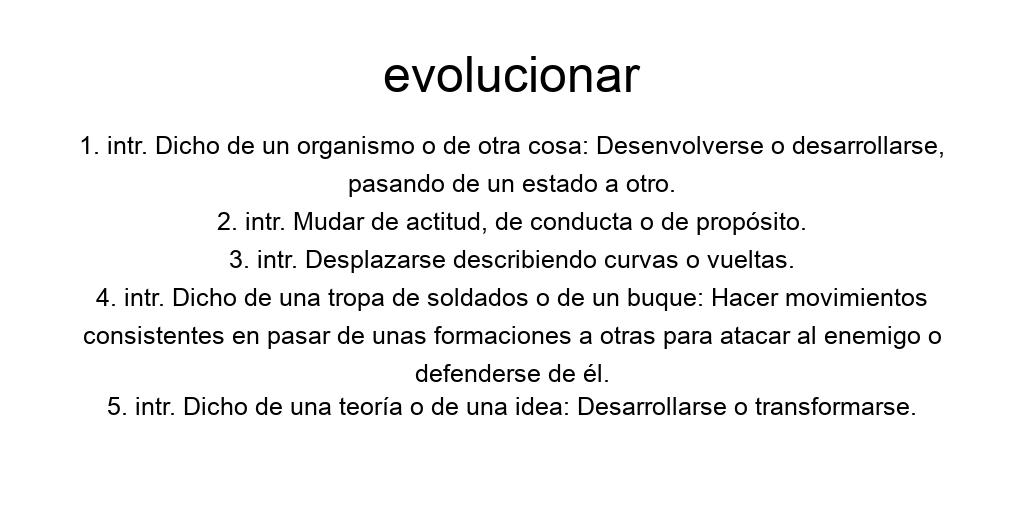 evolucionar
1. intr. Dicho de un organismo o de otra cosa: Desenvolverse o desarrollarse,
pasando de un estado a otro.
2. intr. Mudar de actitud, de conducta o de propósito.
3. intr. Desplazarse describiendo curvas o vueltas.
4. intr. Dicho de una tropa de soldados o de un buque: Hacer movimientos
consistentes en pasar de unas formaciones a otras para atacar al enemigo o
defenderse de él.
5. intr. Dicho de una teoría o de una idea: Desarrollarse o transformarse.